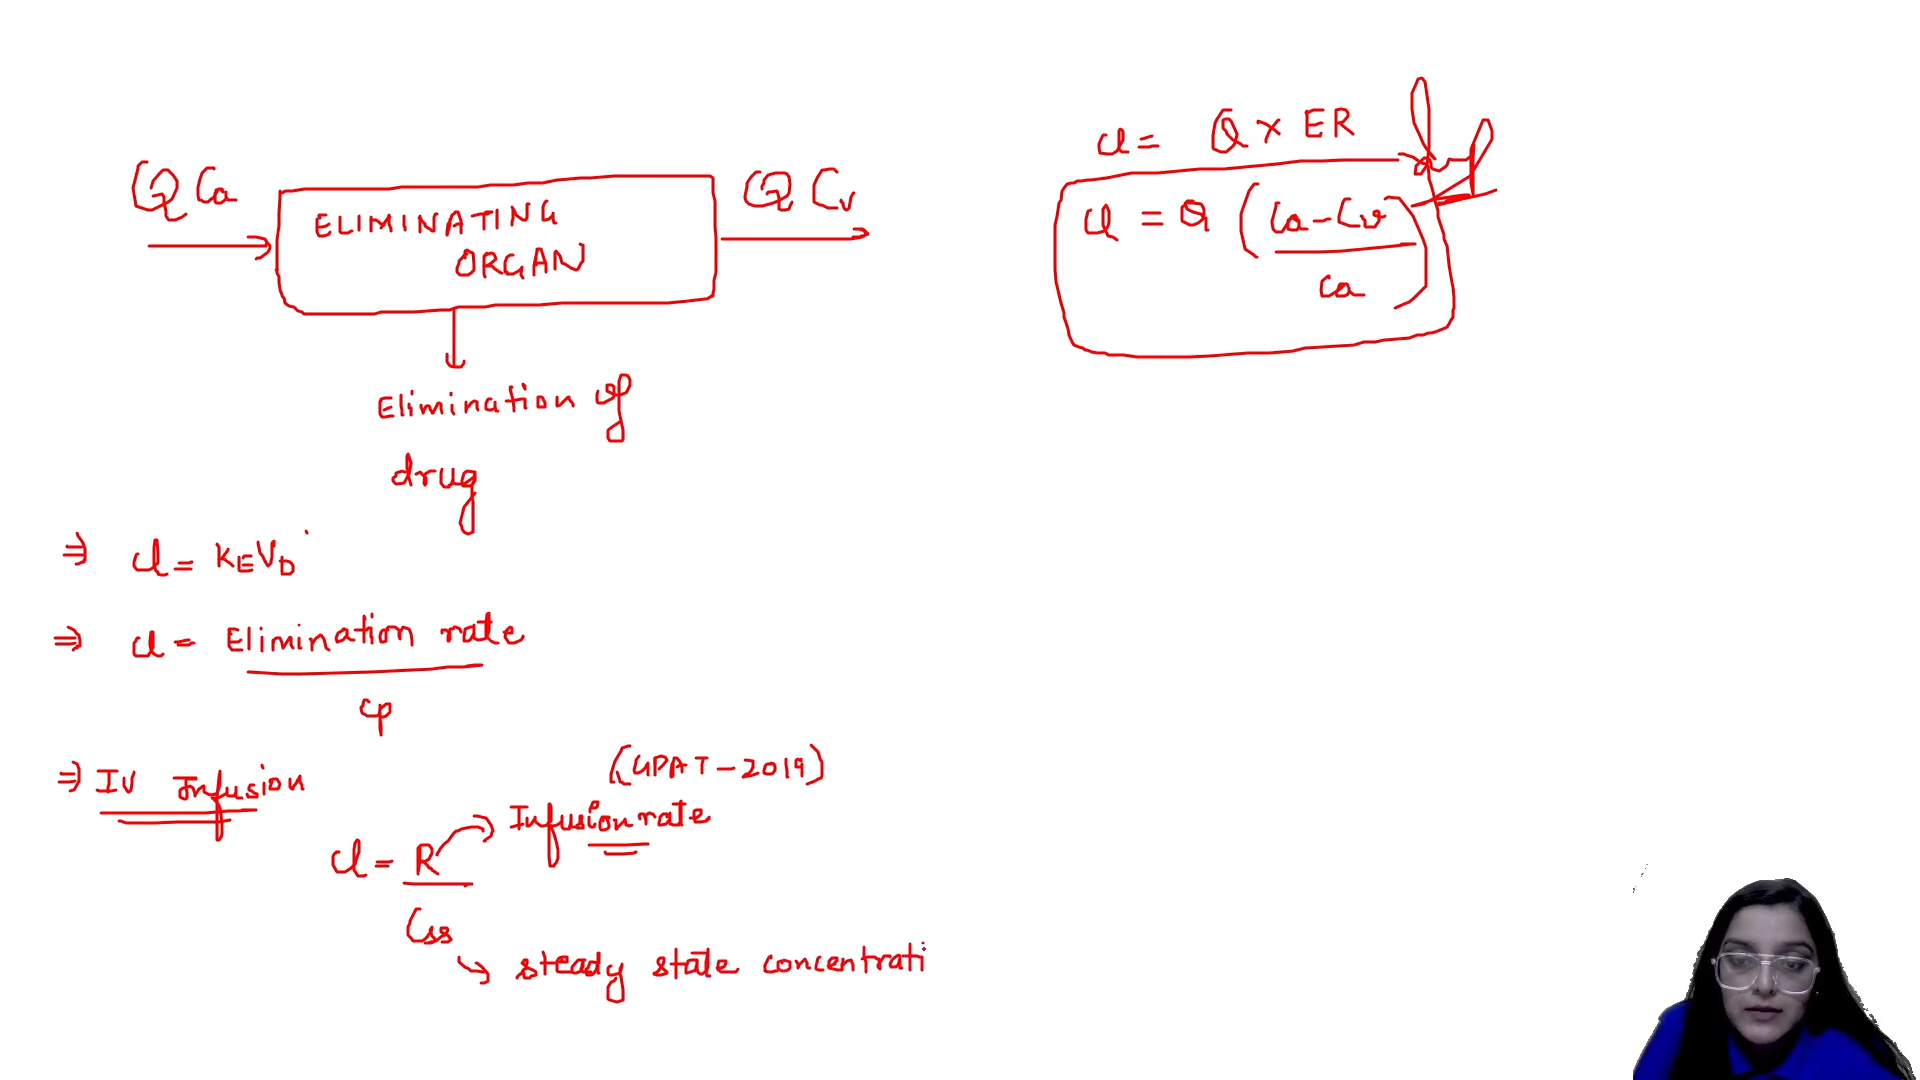 Q Ca
ELIMINATING
ORGAN
Q Cv
Elimination of
drug
⇒ Cl = KEVD
⇒ Cl = Elimination rate
Cp
⇒ IV Infusion
(GPAT-2019)
Infusion rate
Cl = R
Css
steady state concentrati
Cl = Q × ER
Cl = Q (Ca-Cv
Ca)